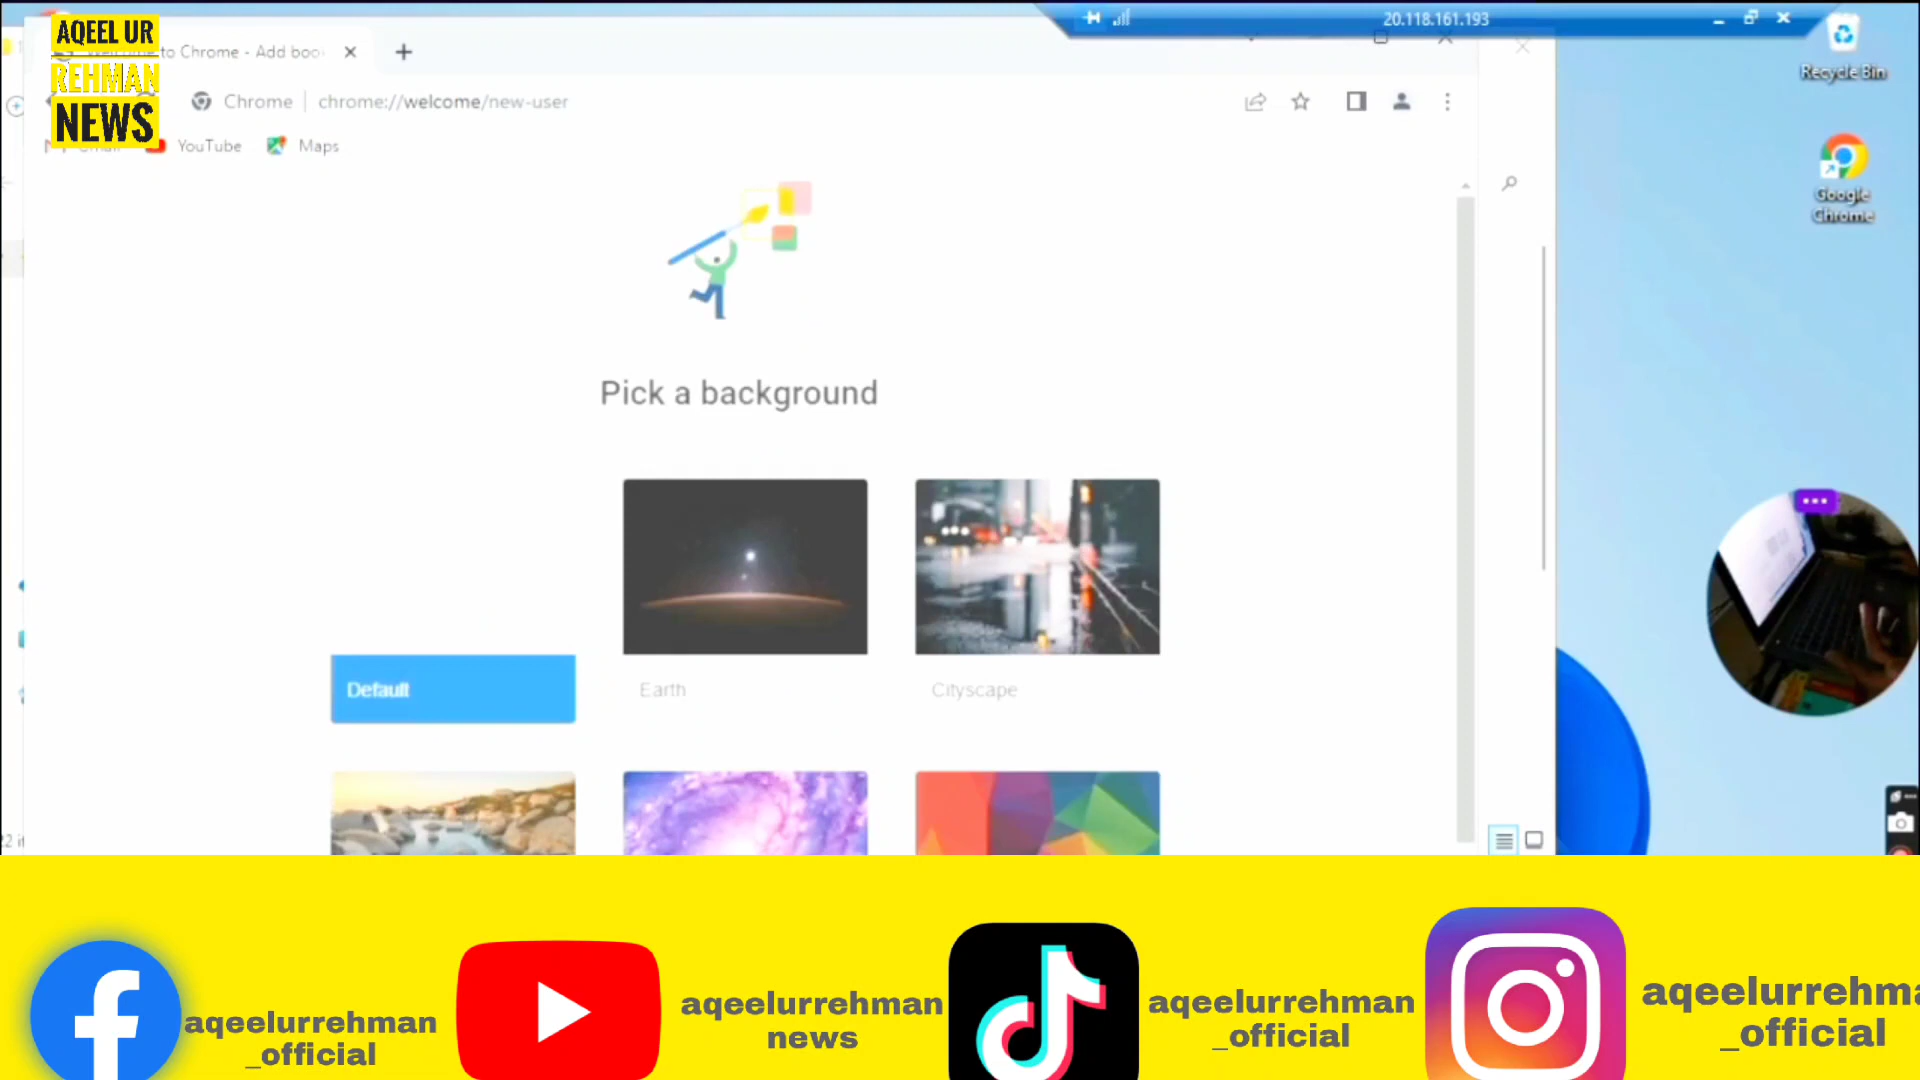 20.118.161.193
AQEEL UR
REHMAN
NEWS
to Chrome - Add boo
Chrome
chrome://welcome/new-user
YouTube
Maps
Recycle Bin
Google
Chrome
Pick a background
Default
Earth
Cityscape
aqeelurrehman
_official
aqeelurrehman
news
aqeelurrehman
_official
aqeelurrehma
_official